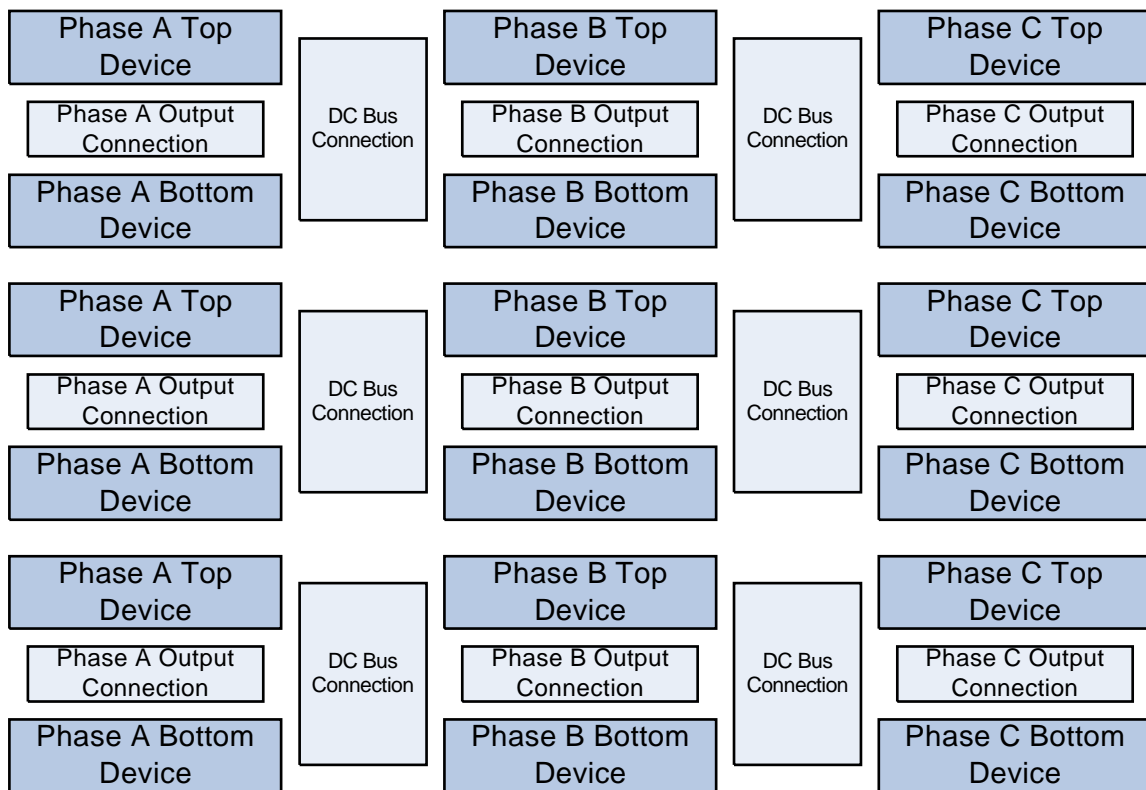 Phase A Top
Device
Phase A Output
Connection
Phase A Bottom
Device
DC Bus
Connection
Phase B Top
Device
Phase B Output
Connection
Phase B Bottom
Device
DC Bus
Connection
Phase C Top
Device
Phase C Output
Connection
Phase C Bottom
Device
Phase A Top
Device
Phase A Output
Connection
Phase A Bottom
Device
DC Bus
Connection
Phase B Top
Device
Phase B Output
Connection
Phase B Bottom
Device
DC Bus
Connection
Phase C Top
Device
Phase C Output
Connection
Phase C Bottom
Device
Phase A Top
Device
Phase A Output
Connection
Phase A Bottom
Device
DC Bus
Connection
Phase B Top
Device
Phase B Output
Connection
Phase B Bottom
Device
DC Bus
Connection
Phase C Top
Device
Phase C Output
Connection
Phase C Bottom
Device